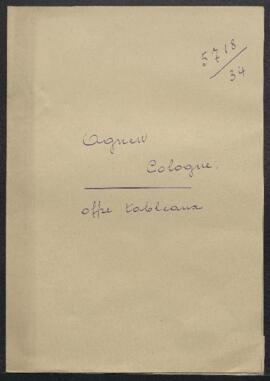 5718/34
Agnew
Cologne.
offre tableaux